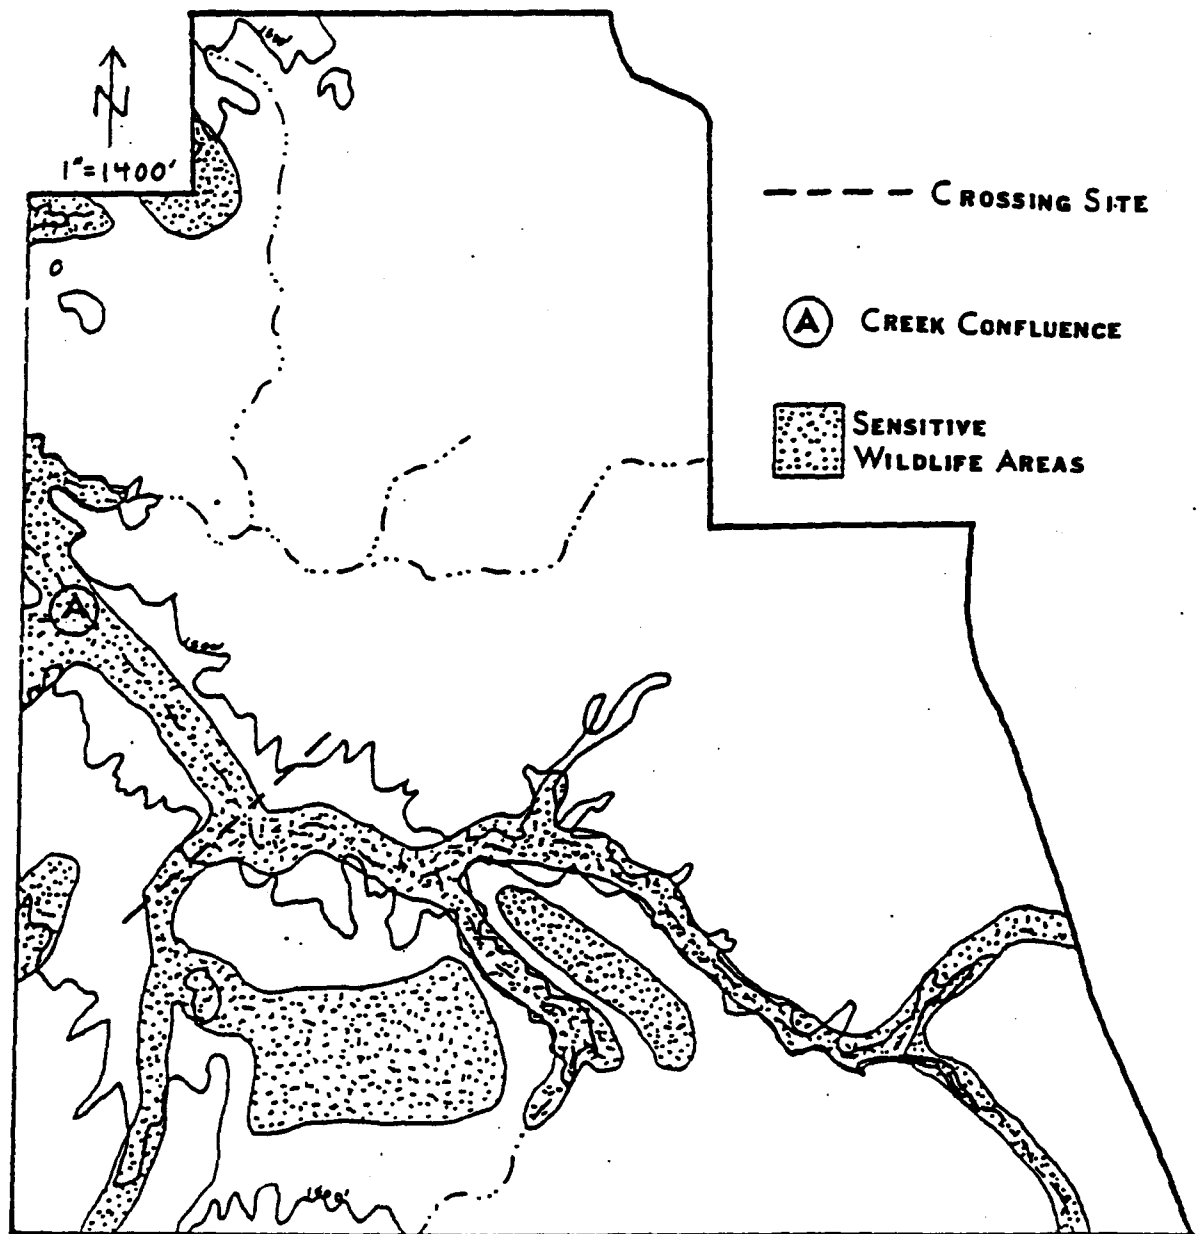 N
1"=1400'
CROSSING SITE
A CREEK CONFLUENCE
SENSITIVE
WILDLIFE AREAS
A